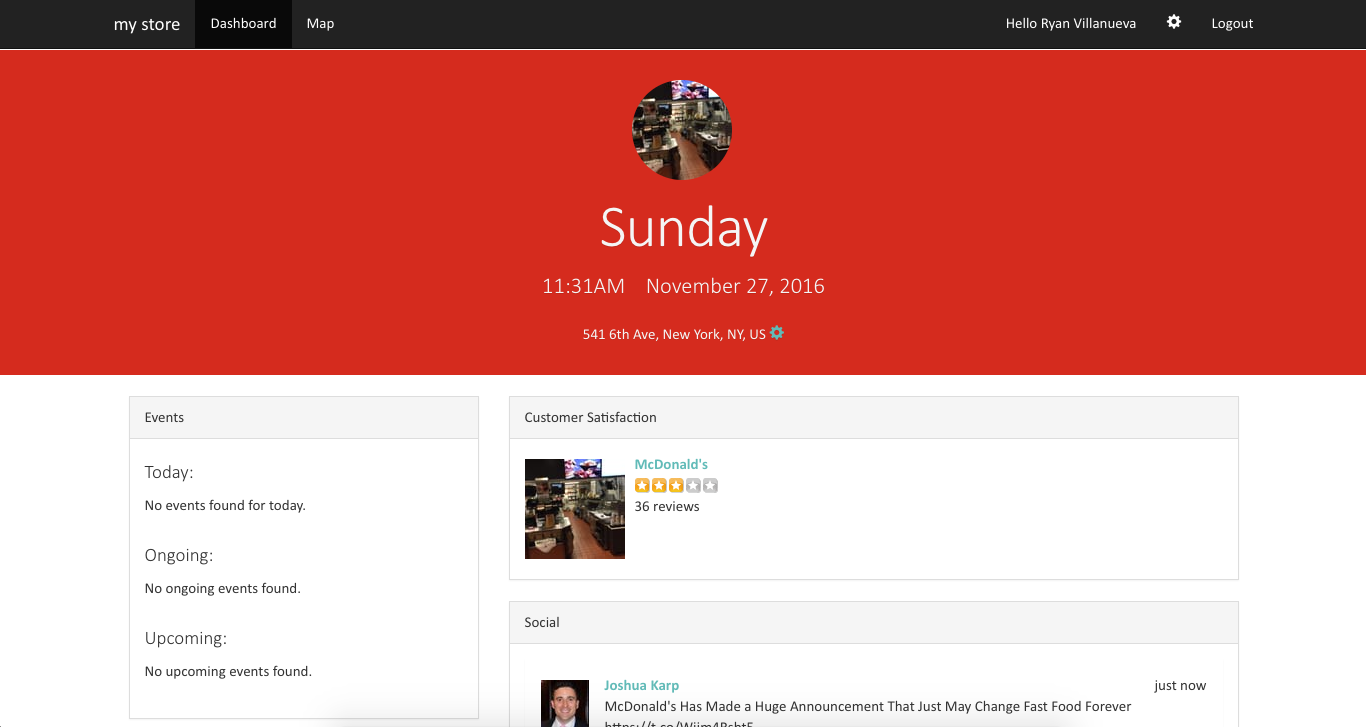 my store
Dashboard
Map
Hello Ryan Villanueva
Logout
Sunday
11:31AM November 27, 2016
541 6th Ave, New York, NY, US
Events
Today:
No events found for today.
Ongoing:
No ongoing events found.
Upcoming:
No upcoming events found.
Customer Satisfaction
McDonald's
36 reviews
Social
Joshua Karp
just now
McDonald's Has Made a Huge Announcement That Just May Change Fast Food Forever